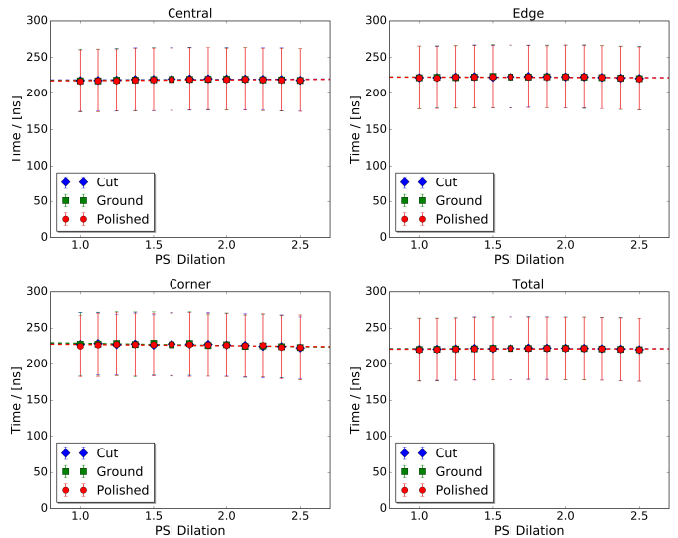 Central
300
250
200
150
100
50
0
Time / [ns]
Cut
Ground
Polished
1.0 1.5 2.0 2.5
PS Dilation
Edge
300
250
200
150
100
50
0
Time / [ns]
Cut
Ground
Polished
1.0 1.5 2.0 2.5
PS Dilation
Corner
300
250
200
150
100
50
0
Time / [ns]
Cut
Ground
Polished
1.0 1.5 2.0 2.5
PS Dilation
Total
300
250
200
150
100
50
0
Time / [ns]
Cut
Ground
Polished
1.0 1.5 2.0 2.5
PS Dilation